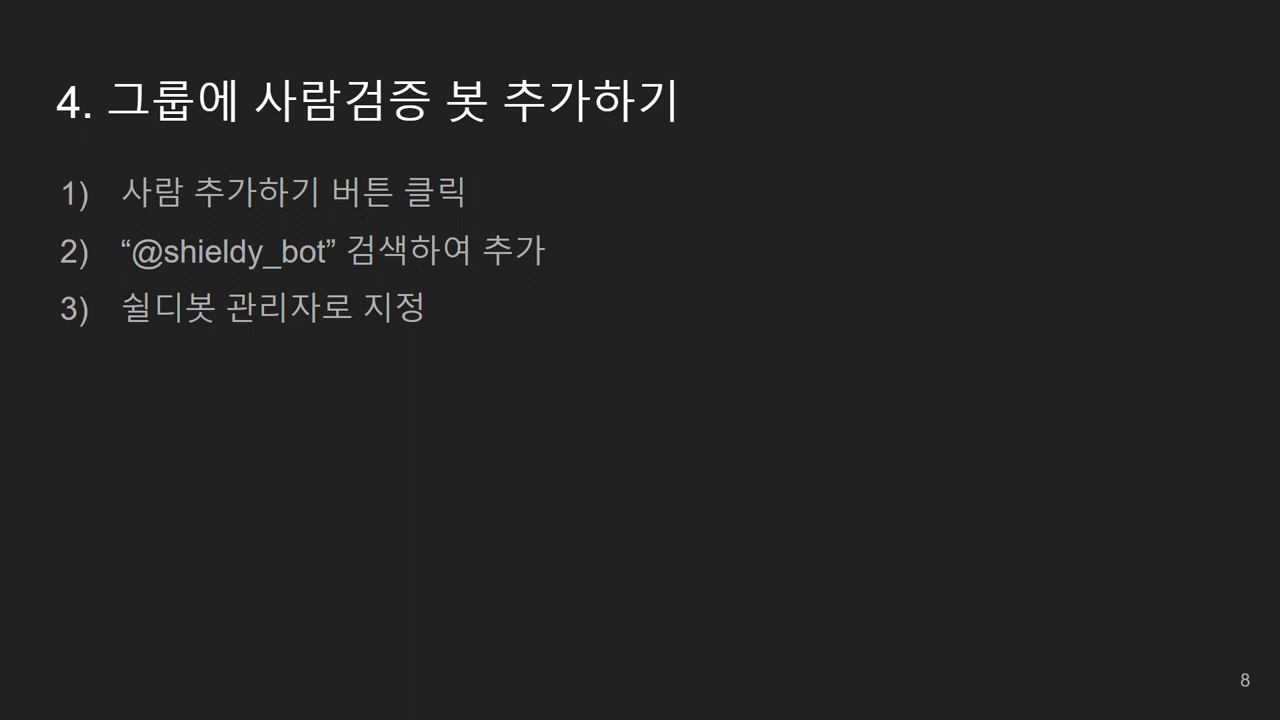 4. 그룹에 사람검증 봇 추가하기
1) 사람 추가하기 버튼 클릭
2) “@shieldy_bot” 검색하여 추가
3) 쉴디봇 관리자로 지정
8